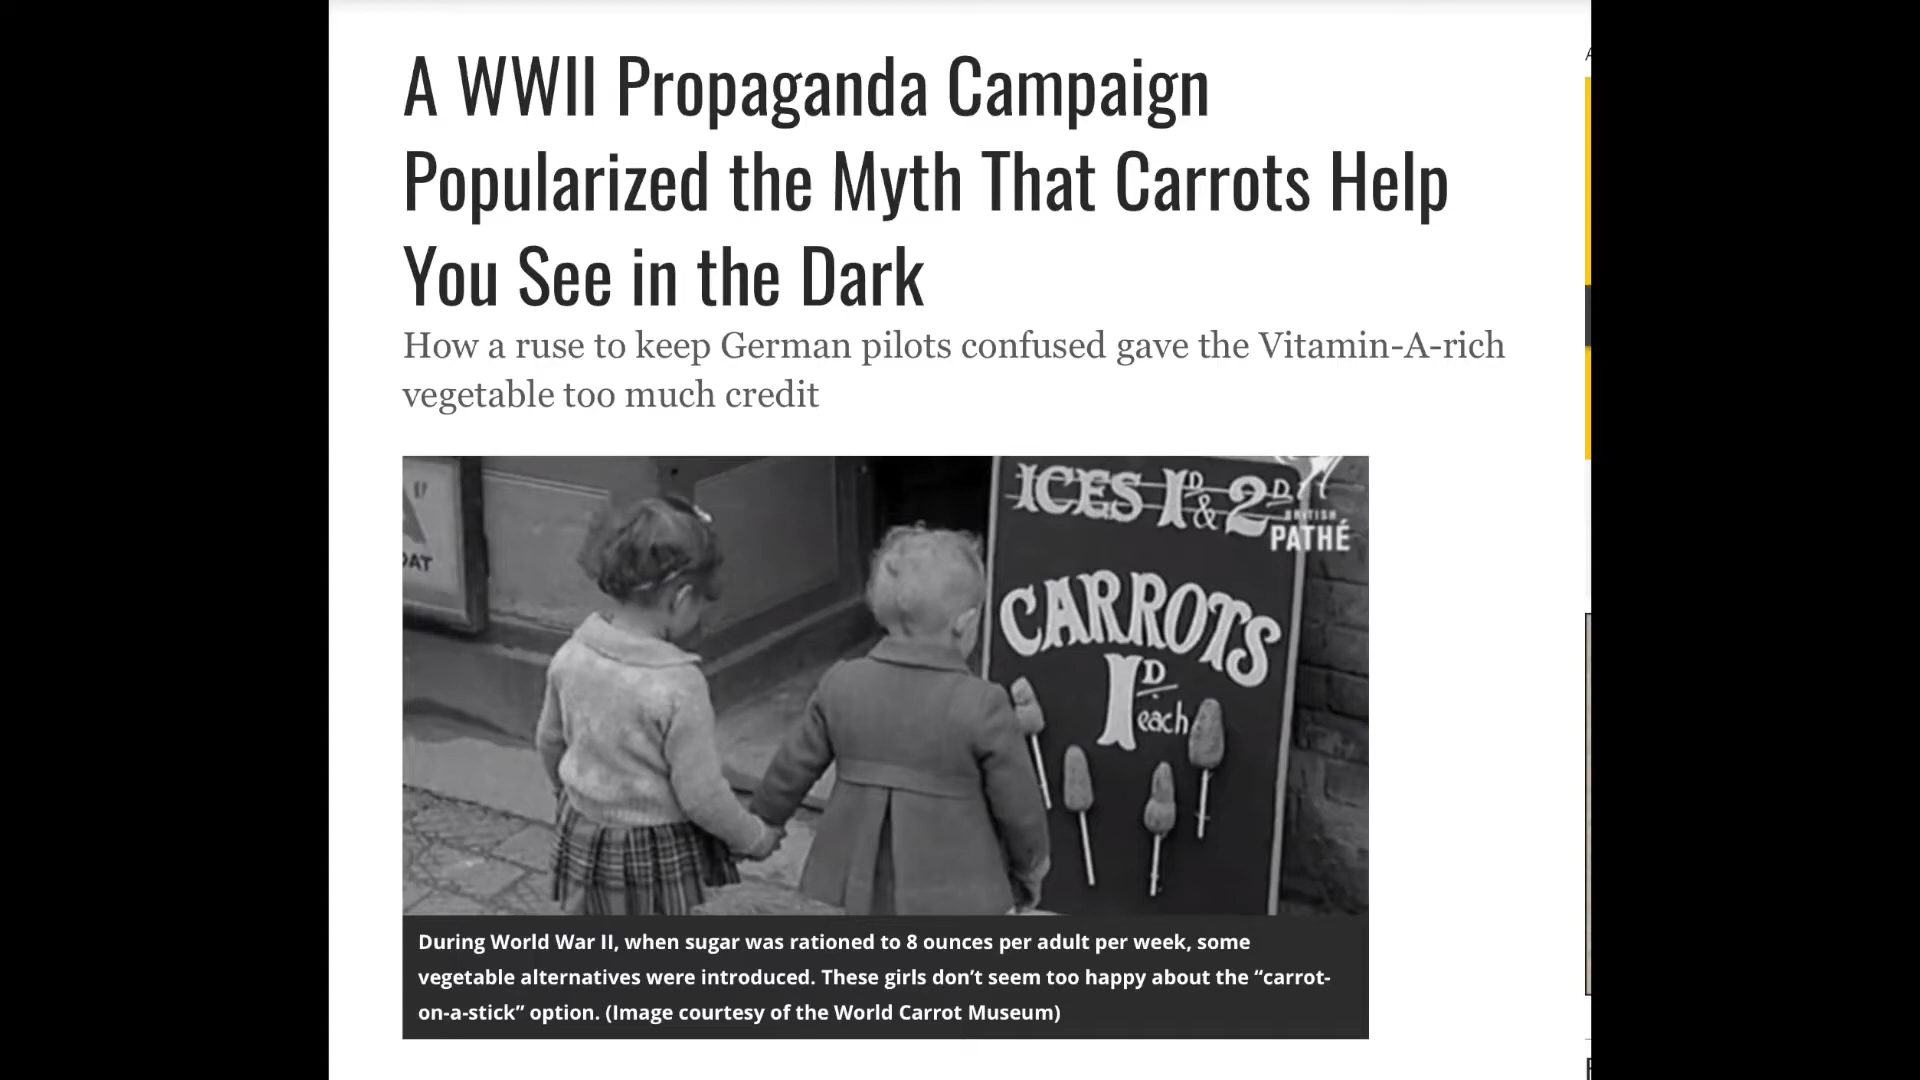 A WWII Propaganda Campaign
Popularized the Myth That Carrots Help
You See in the Dark
How a ruse to keep German pilots confused gave the Vitamin-A-rich
vegetable too much credit
ICES 1D & 2D
BRITISH
PATHÉ
CARROTS
1D
each
During World War II, when sugar was rationed to 8 ounces per adult per week, some
vegetable alternatives were introduced. These girls don’t seem too happy about the “carrot-
on-a-stick” option. (Image courtesy of the World Carrot Museum)